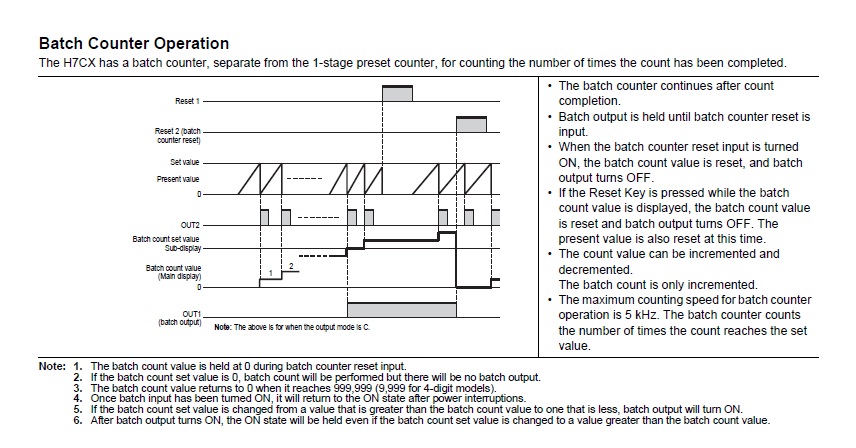 Batch Counter Operation
The H7CX has a batch counter, separate from the 1-stage preset counter, for counting the number of times the count has been completed.
Reset 1
Reset 2 (batch
counter reset)
Set value
Present value
0
OUT2
Batch count set value
Sub-display
Batch count value
(Main display)
0
1
2
OUT1
(batch output)
Note: The above is for when the output mode is C.
• The batch counter continues after count
completion.
• Batch output is held until batch counter reset is
input.
• When the batch counter reset input is turned
ON, the batch count value is reset, and batch
output turns OFF.
• If the Reset Key is pressed while the batch
count value is displayed, the batch count value
is reset and batch output turns OFF. The
present value is also reset at this time.
• The count value can be incremented and
decremented.
The batch count is only incremented.
• The maximum counting speed for batch counter
operation is 5 kHz. The batch counter counts
the number of times the count reaches the set
value.
Note: 1. The batch count value is held at 0 during batch counter reset input.
2. If the batch count set value is 0, batch count will be performed but there will be no batch output.
3. The batch count value returns to 0 when it reaches 999,999 (9,999 for 4-digit models).
4. Once batch input has been turned ON, it will return to the ON state after power interruptions.
5. If the batch count set value is changed from a value that is greater than the batch count value to one that is less, batch output will turn ON.
6. After batch output turns ON, the ON state will be held even if the batch count set value is changed to a value greater than the batch count value.